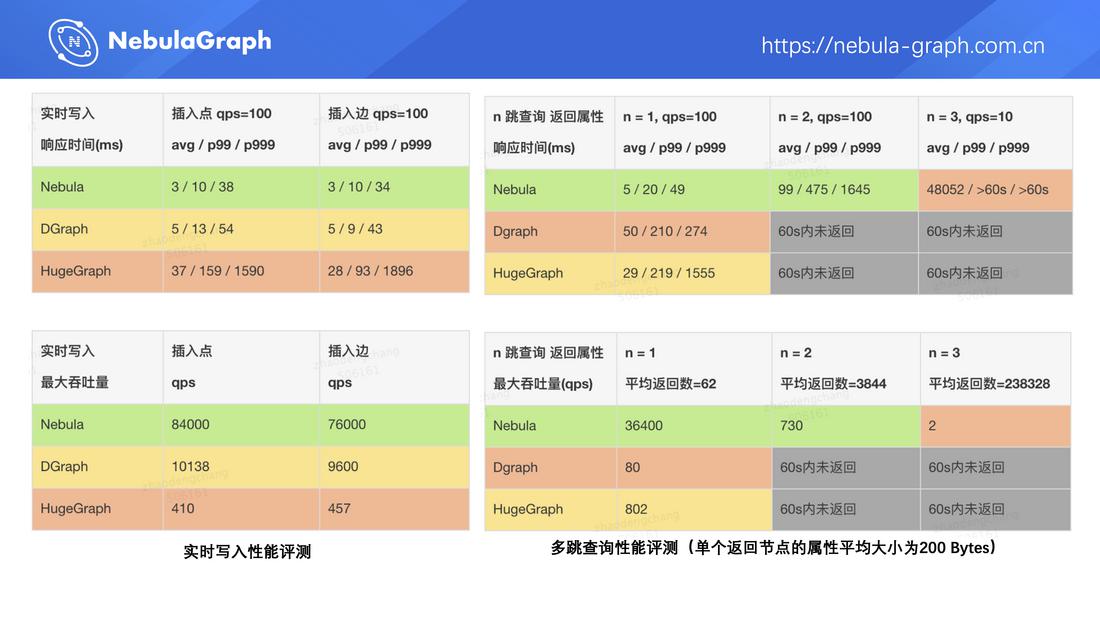 NebulaGraph
https://nebula-graph.com.cn
实时写入 插入点 qps=100 插入边 qps=100
响应时间(ms) avg / p99 / p999 avg / p99 / p999
Nebula 3 / 10 / 38 3 / 10 / 34
DGraph 5 / 13 / 54 5 / 9 / 43
HugeGraph 37 / 159 / 1590 28 / 93 / 1896
n 跳查询 返回属性 n = 1, qps=100 n = 2, qps=100 n = 3, qps=10
响应时间(ms) avg / p99 / p999 avg / p99 / p999 avg / p99 / p999
Nebula 5 / 20 / 49 99 / 475 / 1645 48052 / >60s / >60s
Dgraph 50 / 210 / 274 60s内未返回 60s内未返回
HugeGraph 29 / 219 / 1555 60s内未返回 60s内未返回
实时写入 插入点 插入边
最大吞吐量 qps qps
Nebula 84000 76000
DGraph 10138 9600
HugeGraph 410 457
实时写入性能评测
n 跳查询 返回属性 n = 1 n = 2 n = 3
最大吞吐量(qps) 平均返回数=62 平均返回数=3844 平均返回数=238328
Nebula 36400 730 2
Dgraph 80 60s内未返回 60s内未返回
HugeGraph 802 60s内未返回 60s内未返回
多跳查询性能评测（单个返回节点的属性平均大小为200 Bytes）
zhaodengchang
506161